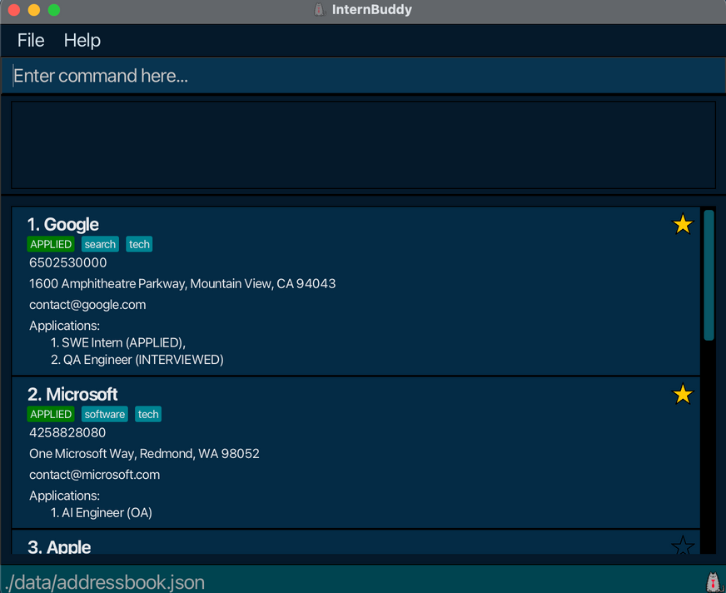 InternBuddy
File Help
Enter command here...
1. Google
APPLIED search tech
6502530000
1600 Amphitheatre Parkway, Mountain View, CA 94043
contact@google.com
Applications:
1. SWE Intern (APPLIED),
2. QA Engineer (INTERVIEWED)
2. Microsoft
APPLIED software tech
4258828080
One Microsoft Way, Redmond, WA 98052
contact@microsoft.com
Applications:
1. AI Engineer (OA)
3. Apple
./data/addressbook.json